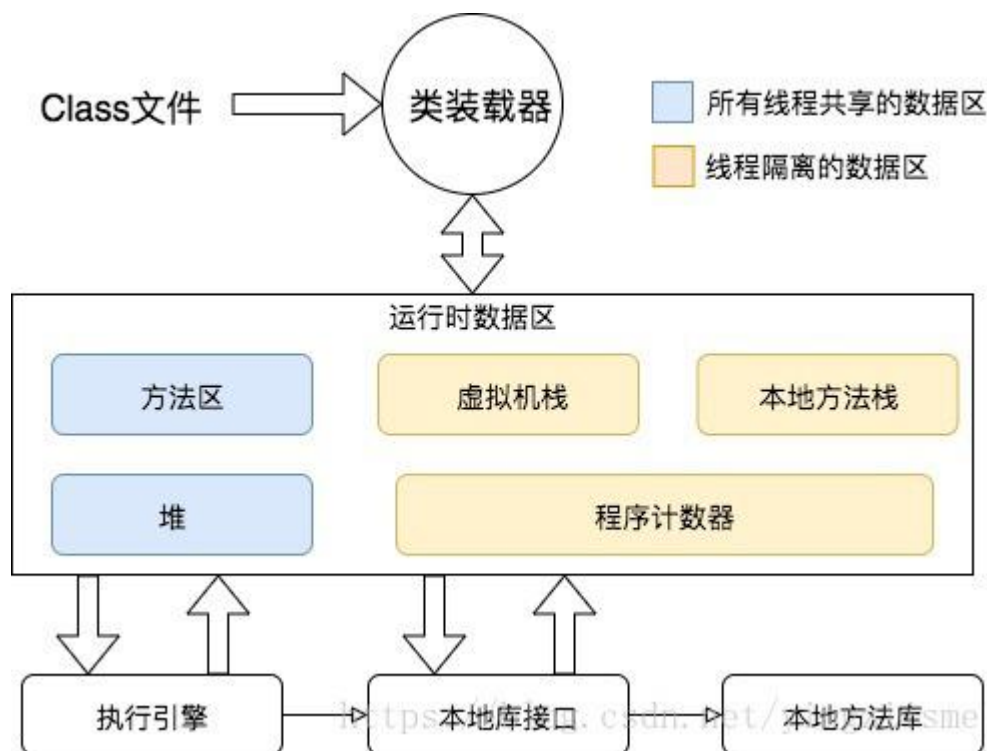 Class文件
类装载器
所有线程共享的数据区
线程隔离的数据区
运行时数据区
方法区
虚拟机栈
本地方法栈
堆
程序计数器
执行引擎
本地库接口
本地方法库